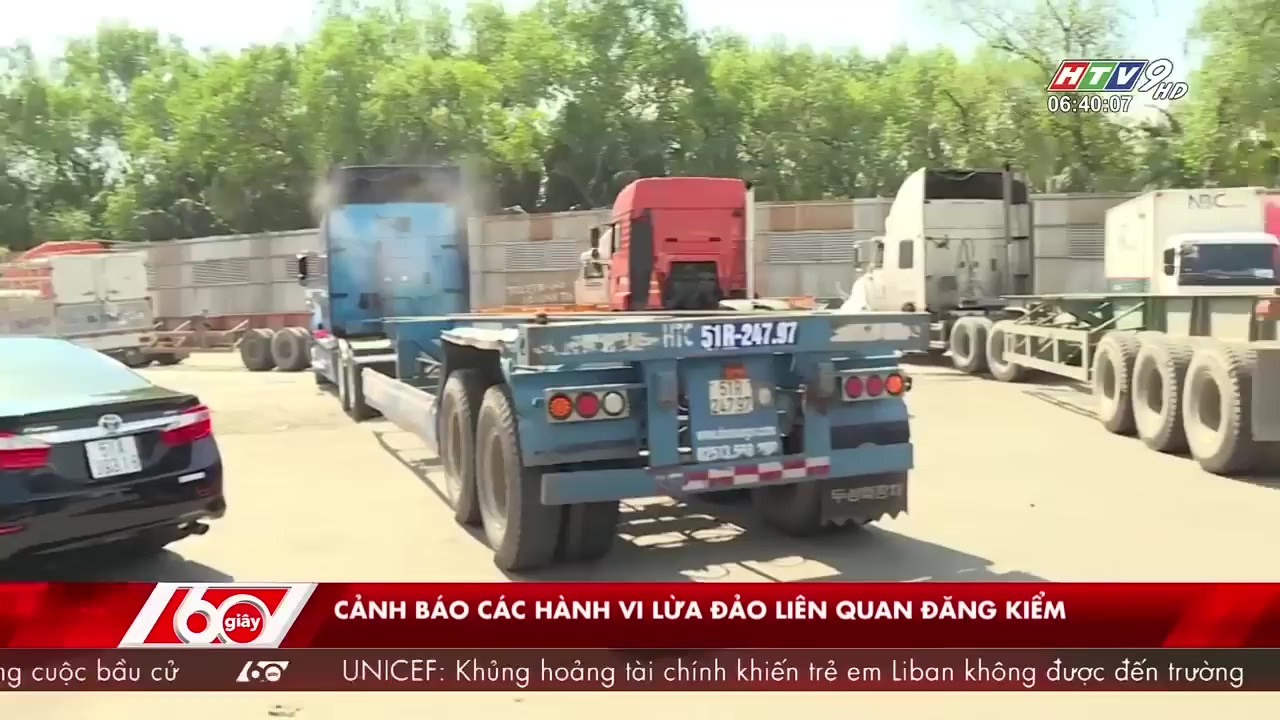 HTV9 HD
06:40:07
NBC
HTC 51R-247.97
51R
247.97
60 giây
CẢNH BÁO CÁC HÀNH VI LỪA ĐẢO LIÊN QUAN ĐĂNG KIỂM
ng cuộc bầu cử 60 UNICEF: Khủng hoảng tài chính khiến trẻ em Liban không được đến trường